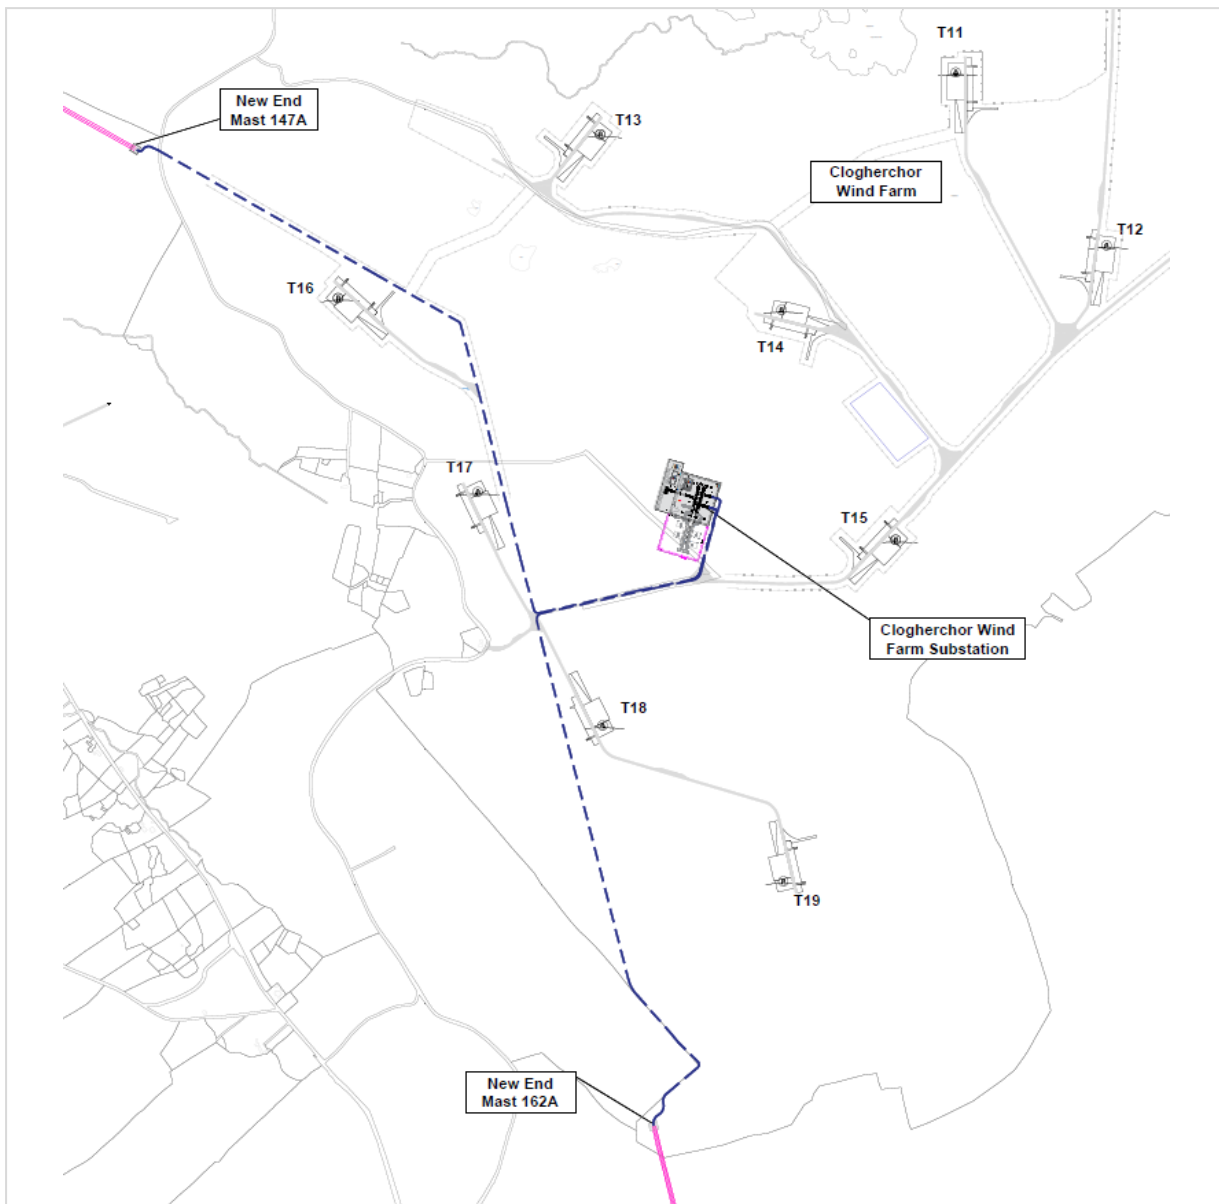 T11
New End
Mast 147A
T13
Clogherchor
Wind Farm
T12
T16
T14
T17
T15
Clogherchor Wind
Farm Substation
T18
T19
New End
Mast 162A